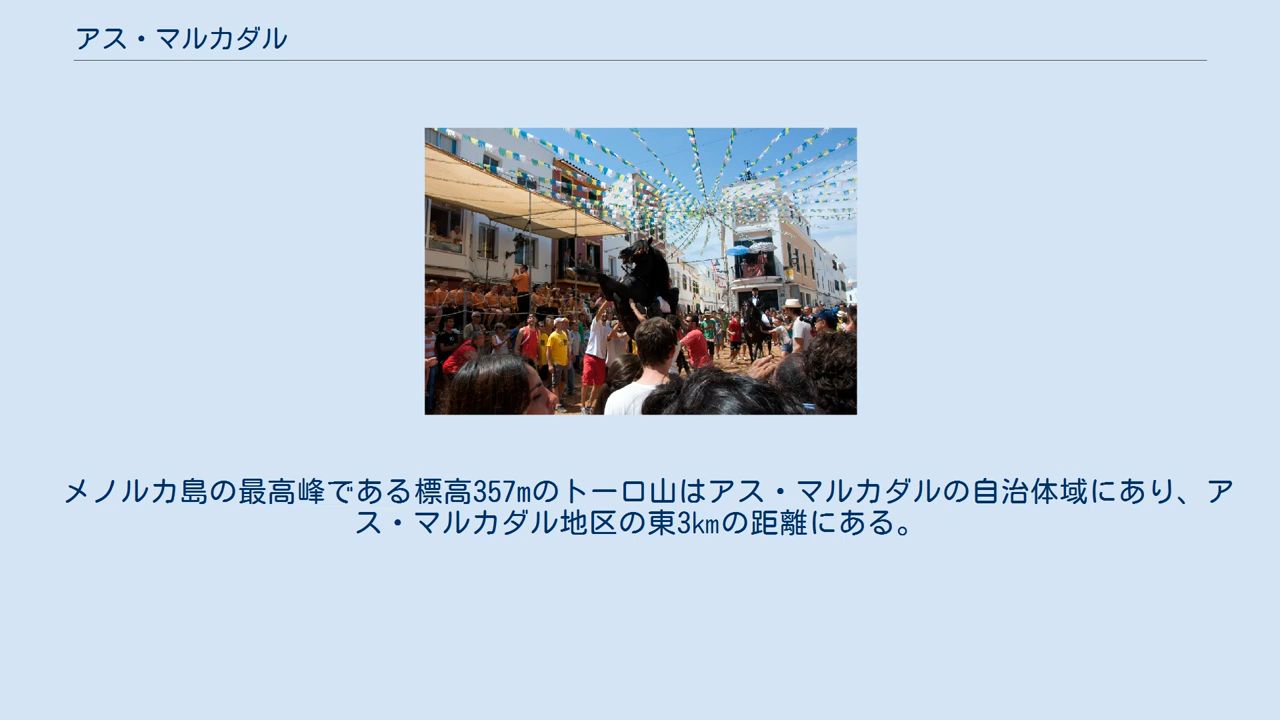 アス・マルカダル
メノルカ島の最高峰である標高357mのトーロ山はアス・マルカダルの自治体域にあり、ア
ス・マルカダル地区の東3kmの距離にある。